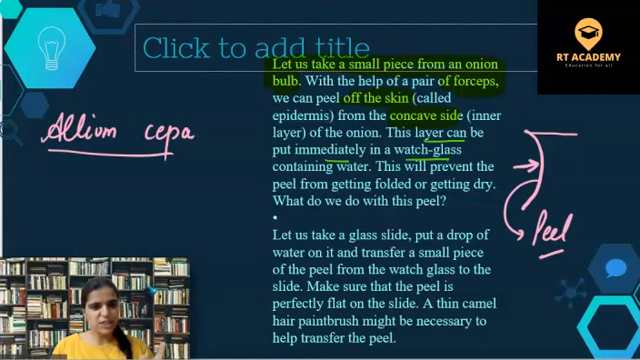 RT ACADEMY
Education for all
Click to add title
Let us take a small piece from an onion
bulb. With the help of a pair of forceps,
we can peel off the skin (called
epidermis) from the concave side (inner
layer) of the onion. This layer can be
put immediately in a watch-glass
containing water. This will prevent the
peel from getting folded or getting dry.
What do we do with this peel?
•
Let us take a glass slide, put a drop of
water on it and transfer a small piece
of the peel from the watch glass to the
slide. Make sure that the peel is
perfectly flat on the slide. A thin camel
hair paintbrush might be necessary to
help transfer the peel.
Allium cepa
Peel